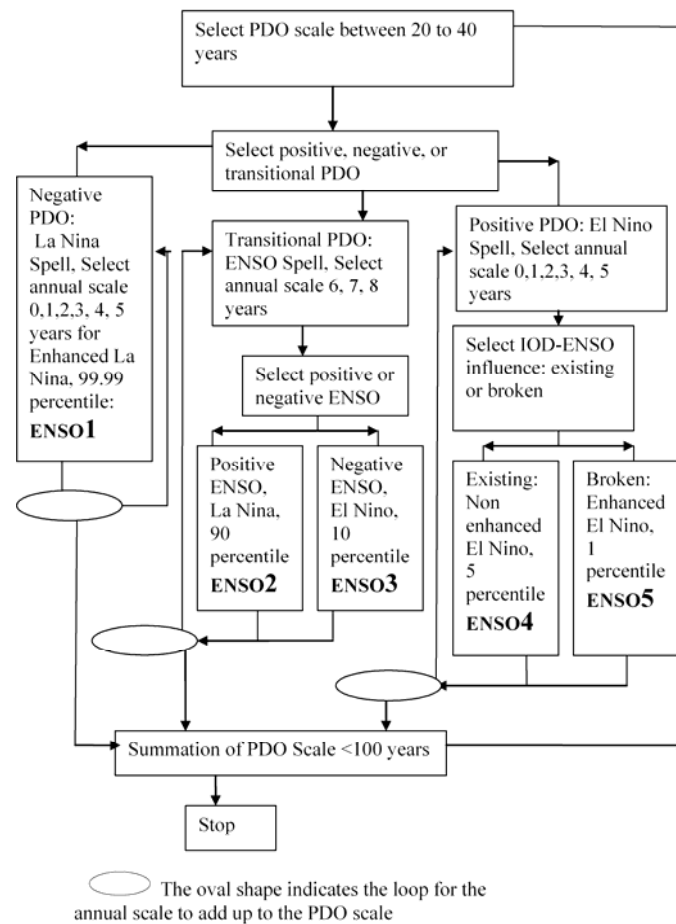 Select PDO scale between 20 to 40
years
Select positive, negative, or
transitional PDO
Negative
PDO:
La Nina
Spell, Select
annual scale
0,1,2,3, 4, 5
years for
Enhanced La
Nina, 99.99
percentile:
ENSO1
Transitional PDO:
ENSO Spell, Select
annual scale 6, 7, 8
years
Select positive or
negative ENSO
Positive
ENSO,
La Nina,
90
percentile
ENSO2
Negative
ENSO,
El Nino,
10
percentile
ENSO3
Positive PDO: El Nino
Spell, Select annual
scale 0,1,2,3, 4, 5
years
Select IOD-ENSO
influence: existing
or broken
Existing:
Non
enhanced
El Nino,
5
percentile
ENSO4
Broken:
Enhanced
El Nino,
1
percentile
ENSO5
Summation of PDO Scale <100 years
Stop
The oval shape indicates the loop for the
annual scale to add up to the PDO scale